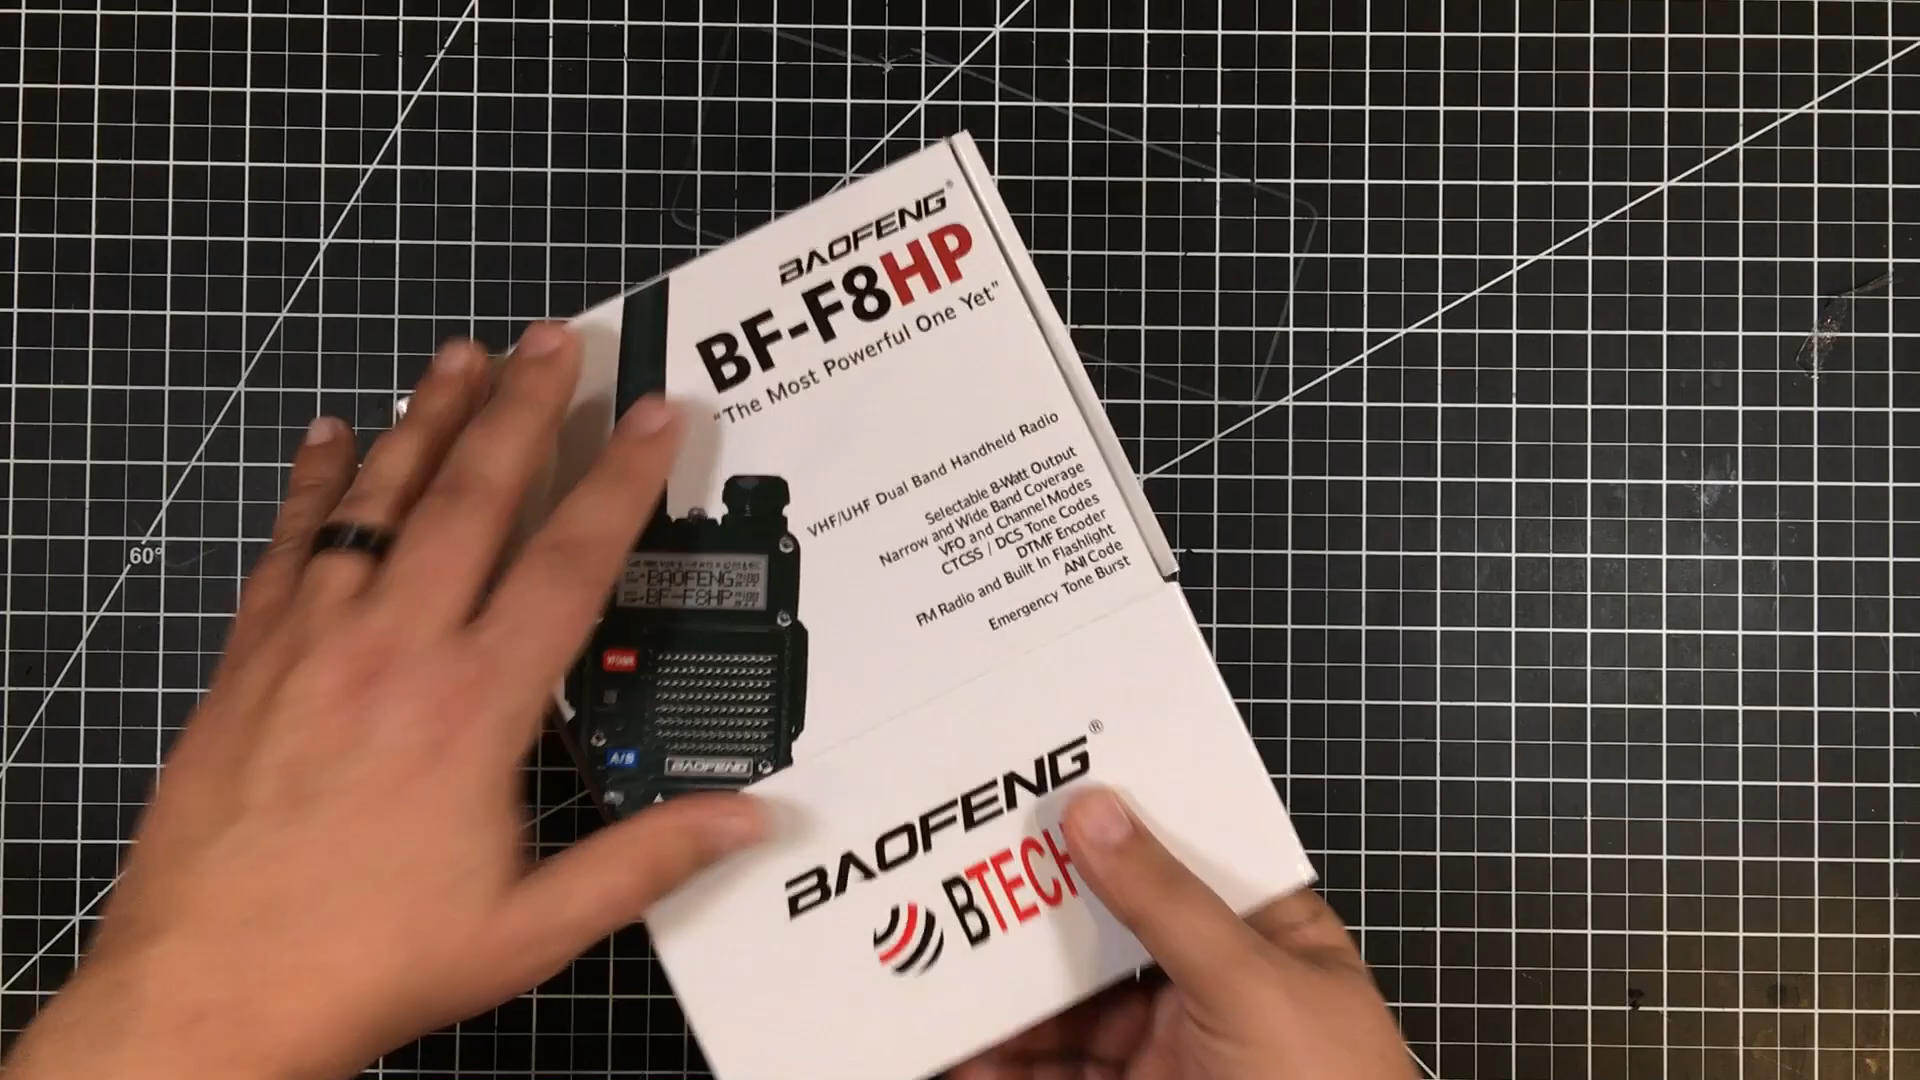 BAOFENG®
BF-F8HP
"The Most Powerful One Yet"
VHF/UHF Dual Band Handheld Radio
Selectable 8-Watt Output
Narrow and Wide Band Coverage
VFO and Channel Modes
CTCSS / DCS Tone Codes
DTMF Encoder
FM Radio and Built In Flashlight
ANI Code
Emergency Tone Burst
BAOFENG
BF-F8HP
VFO/MR
A/B
BAOFENG
BAOFENG®
BTECH
60°